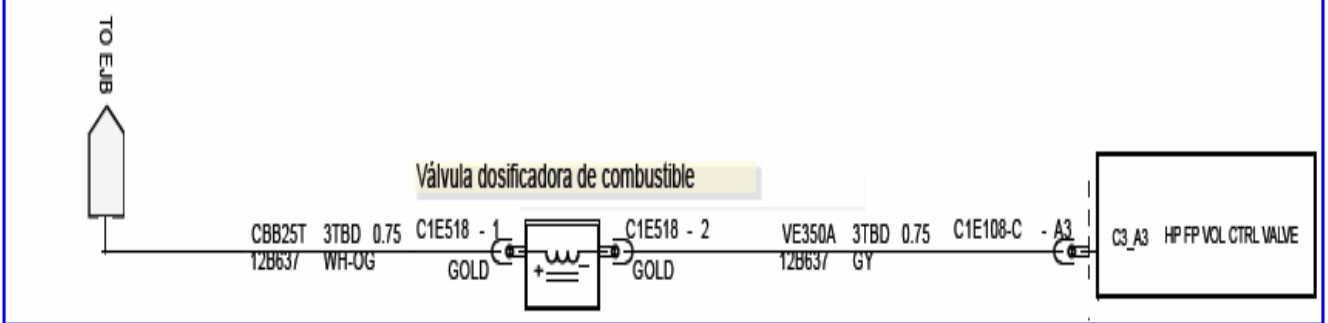 TO EJB
Válvula dosificadora de combustible
CBB25T 3TBD 0.75 C1E518 - 1
12B637 WH-OG GOLD
+ -
C1E518 - 2
GOLD
VE350A 3TBD 0.75 C1E108-C - A3
12B637 GY
C3_A3 HP FP VOL CTRL VALVE